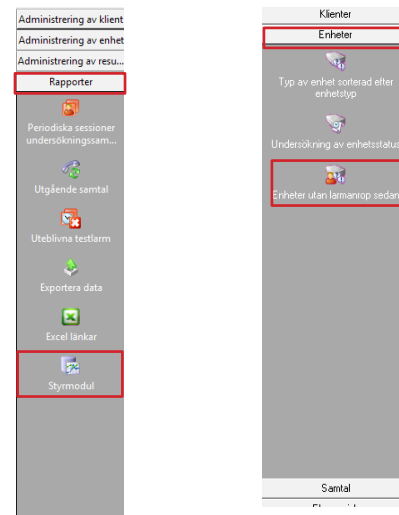 Administrering av klient
Administrering av enhet
Administrering av resu...
Rapporter
Periodiska sessioner
undersökningssam...
Utgående samtal
Uteblivna testlarm
Exportera data
Excel länkar
Styrmodul
Klienter
Enheter
Typ av enhet sorterad efter
enhetstyp
Undersökning av enhetsstatus
Enheter utan larmanrop sedan
Samtal